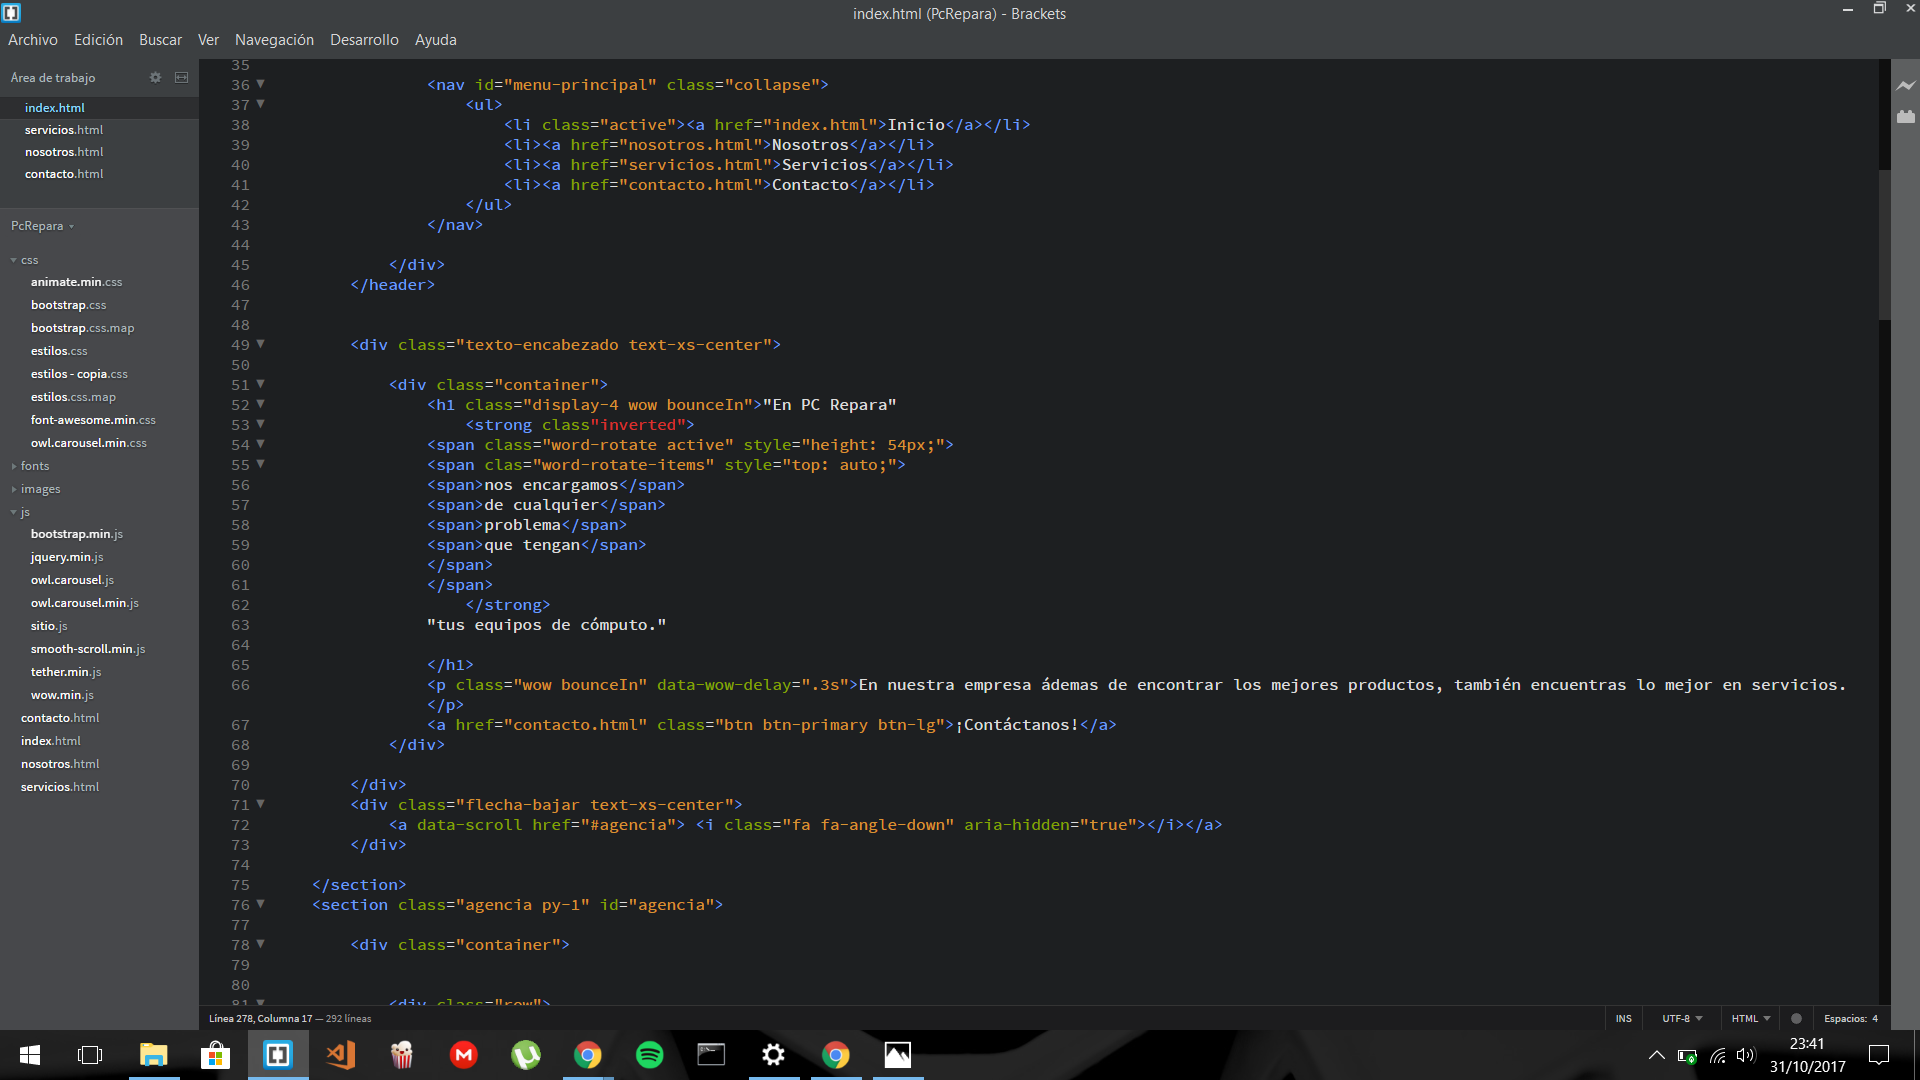 index.html (PcRepara) - Brackets
Archivo Edición Buscar Ver Navegación Desarrollo Ayuda
Área de trabajo
index.html
servicios.html
nosotros.html
contacto.html
PcRepara
css
animate.min.css
bootstrap.css
bootstrap.css.map
estilos.css
estilos - copia.css
estilos.css.map
font-awesome.min.css
owl.carousel.min.css
fonts
images
js
bootstrap.min.js
jquery.min.js
owl.carousel.js
owl.carousel.min.js
sitio.js
smooth-scroll.min.js
tether.min.js
wow.min.js
contacto.html
index.html
nosotros.html
servicios.html
35
36 <nav id="menu-principal" class="collapse">
37 <ul>
38 <li class="active"><a href="index.html">Inicio</a></li>
39 <li><a href="nosotros.html">Nosotros</a></li>
40 <li><a href="servicios.html">Servicios</a></li>
41 <li><a href="contacto.html">Contacto</a></li>
42 </ul>
43 </nav>
44
45 </div>
46 </header>
47
48
49 <div class="texto-encabezado text-xs-center">
50
51 <div class="container">
52 <h1 class="display-4 wow bounceIn">"En PC Repara"
53 <strong class"inverted">
54 <span class="word-rotate active" style="height: 54px;">
55 <span clas="word-rotate-items" style="top: auto;">
56 <span>nos encargamos</span>
57 <span>de cualquier</span>
58 <span>problema</span>
59 <span>que tengan</span>
60 </span>
61 </span>
62 </strong>
63 "tus equipos de cómputo."
64
65 </h1>
66 <p class="wow bounceIn" data-wow-delay=".3s">En nuestra empresa ádemas de encontrar los mejores productos, también encuentras lo mejor en servicios.
</p>
67 <a href="contacto.html" class="btn btn-primary btn-lg">¡Contáctanos!</a>
68 </div>
69
70 </div>
71 <div class="flecha-bajar text-xs-center">
72 <a data-scroll href="#agencia"> <i class="fa fa-angle-down" aria-hidden="true"></i></a>
73 </div>
74
75 </section>
76 <section class="agencia py-1" id="agencia">
77
78 <div class="container">
79
80
81 <div class="row">
Línea 278, Columna 17 — 292 líneas
INS UTF-8 HTML Espacios: 4
23:41
31/10/2017